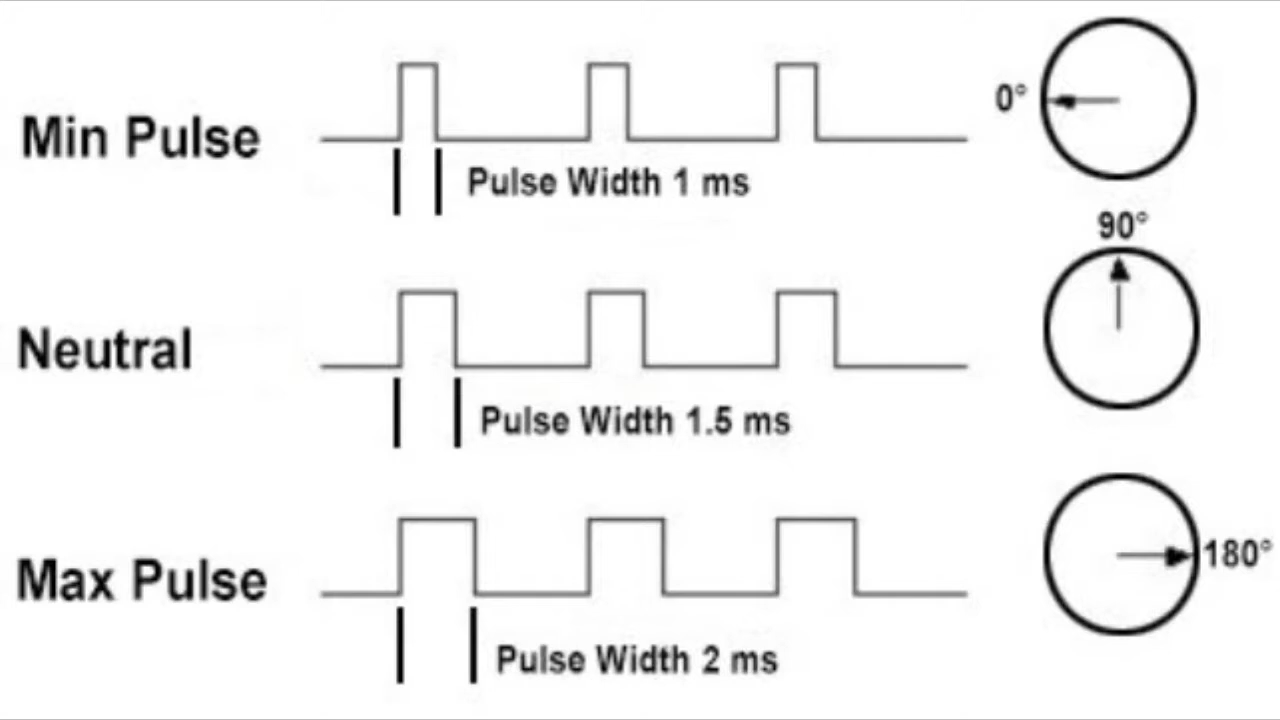 Min Pulse
Pulse Width 1 ms
0°
Neutral
Pulse Width 1.5 ms
90°
Max Pulse
Pulse Width 2 ms
180°